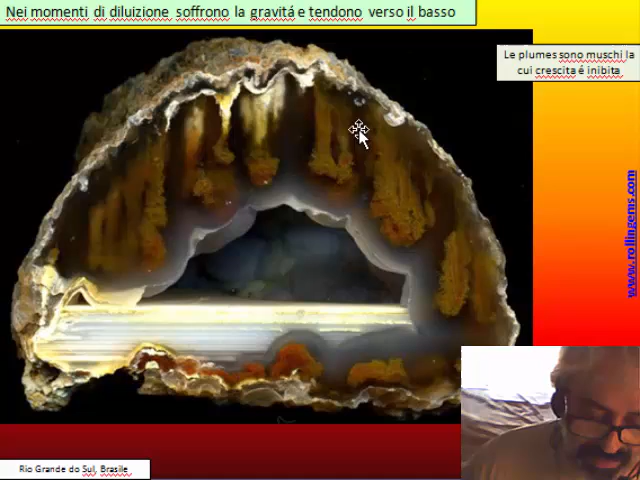 Nei momenti di diluizione soffrono la gravitá e tendono verso il basso
Le plumes sono muschi la
cui crescita é inibita
www.rollingems.com
Rio Grande do Sul, Brasile